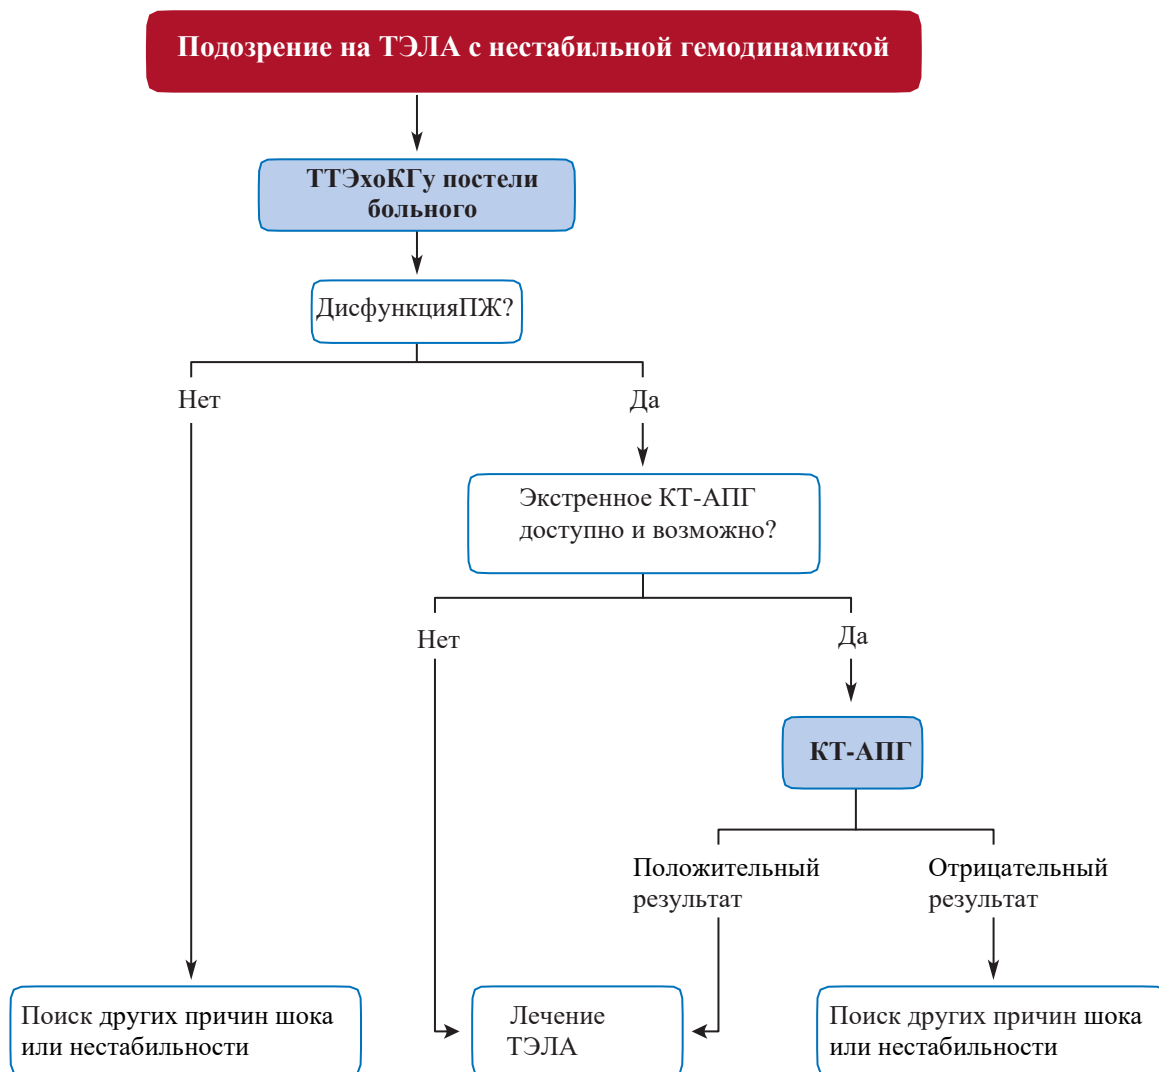 Подозрение на ТЭЛА с нестабильной гемодинамикой
ТТЭхоКГу постели
больного
ДисфункцияПЖ?
Нет
Да
Экстренное КТ-АПГ
доступно и возможно?
Нет
Да
КТ-АПГ
Положительный
результат
Отрицательный
результат
Поиск других причин шока
или нестабильности
Лечение
ТЭЛА
Поиск других причин шока
или нестабильности